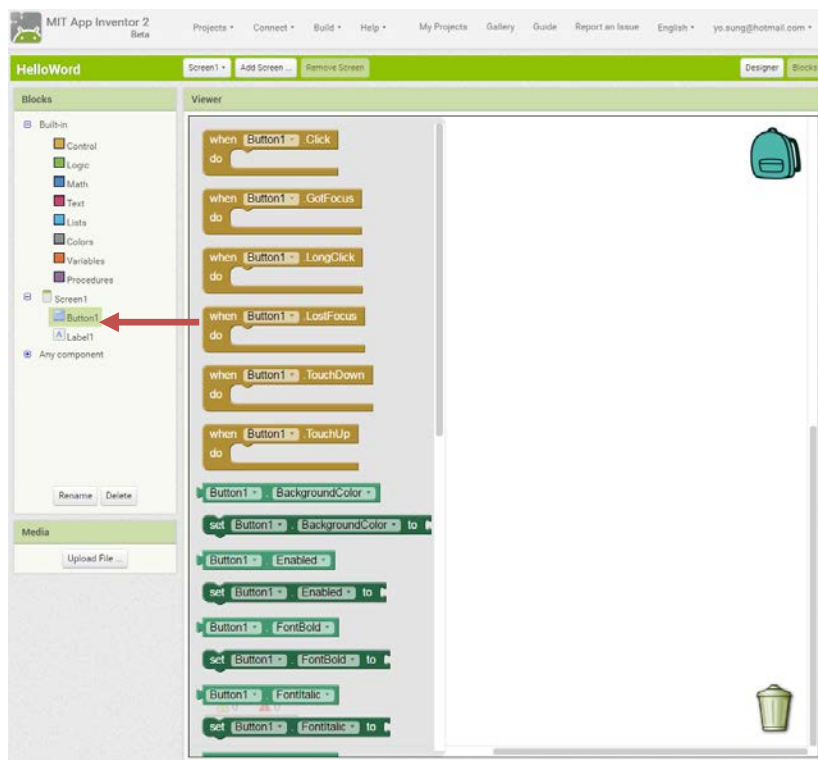 MIT App Inventor 2
Beta
Projects Connect Build Help My Projects Gallery Guide Report an Issue English yo.sung@hotmail.com
HelloWord
Screen1 Add Screen ... Remove Screen Designer Blocks
Blocks
Viewer
Built-in
Control
Logic
Math
Text
Lists
Colors
Variables
Procedures
Screen1
Button1
Label1
Any component
Rename Delete
Media
Upload File ...
when Button1 .Click
do
when Button1 .GotFocus
do
when Button1 .LongClick
do
when Button1 .LostFocus
do
when Button1 .TouchDown
do
when Button1 .TouchUp
do
Button1 . BackgroundColor
set Button1 . BackgroundColor to
Button1 . Enabled
set Button1 . Enabled to
Button1 . FontBold
set Button1 . FontBold to
Button1 . FontItalic
0 0
set Button1 . FontItalic to